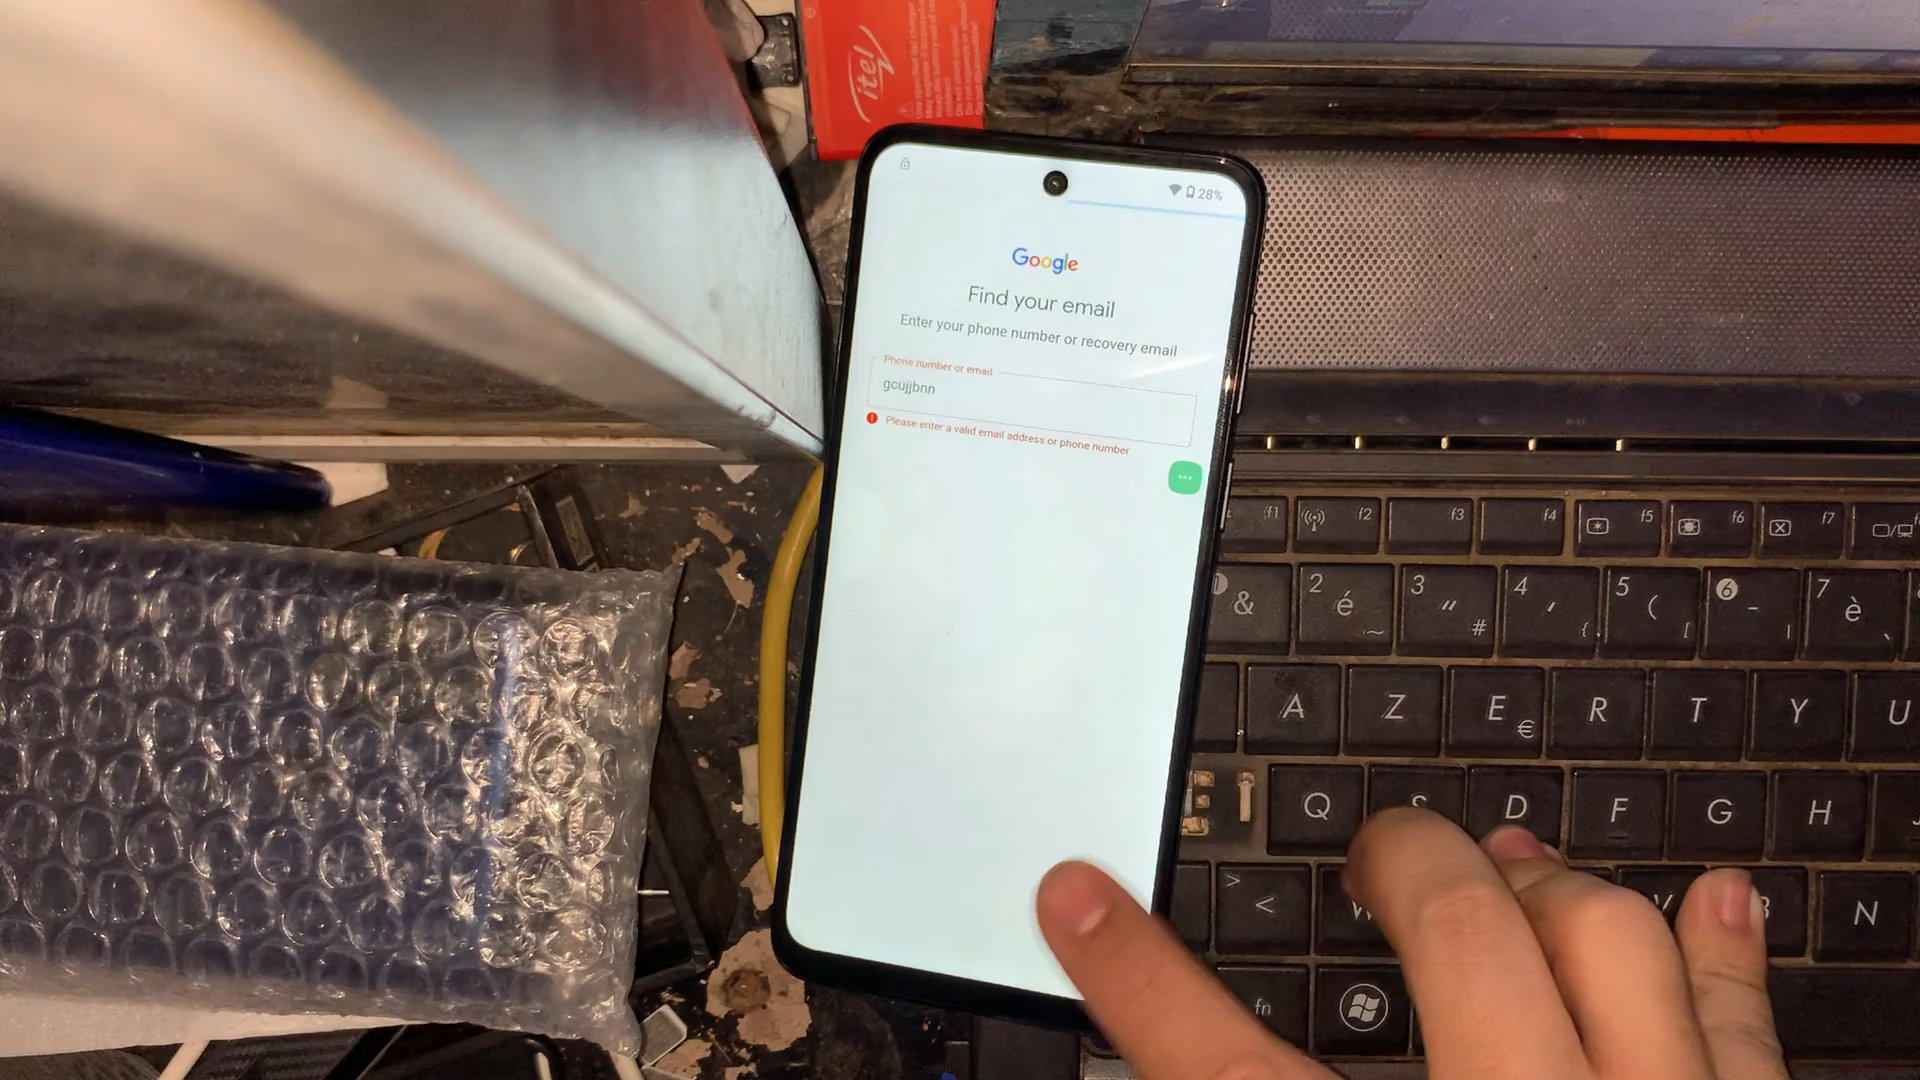 itel
28%
Google
Find your email
Enter your phone number or recovery email
Phone number or email
gcujjbnn
Please enter a valid email address or phone number
f1 f2 f3 f4 f5 f6 f7
1 & 2 é ~ 3 " # 4 ' { 5 ( [ 6 - | 7 è `
A Z E € R T Y U
Q S D F G H
> < W V B N
fn